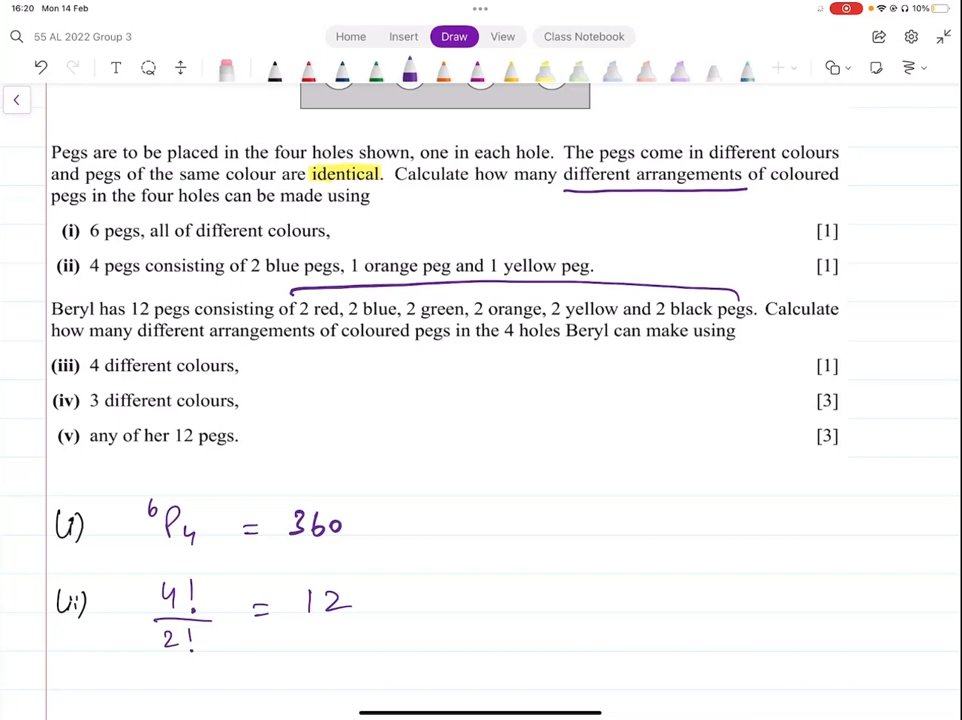 16:20 Mon 14 Feb
10%
55 AL 2022 Group 3
Home Insert Draw View Class Notebook
T
Pegs are to be placed in the four holes shown, one in each hole. The pegs come in different colours
and pegs of the same colour are identical. Calculate how many different arrangements of coloured
pegs in the four holes can be made using
(i) 6 pegs, all of different colours, [1]
(ii) 4 pegs consisting of 2 blue pegs, 1 orange peg and 1 yellow peg. [1]
Beryl has 12 pegs consisting of 2 red, 2 blue, 2 green, 2 orange, 2 yellow and 2 black pegs. Calculate
how many different arrangements of coloured pegs in the 4 holes Beryl can make using
(iii) 4 different colours, [1]
(iv) 3 different colours, [3]
(v) any of her 12 pegs. [3]
(i) ⁶P₄ = 360
(ii) 4!/2! = 12